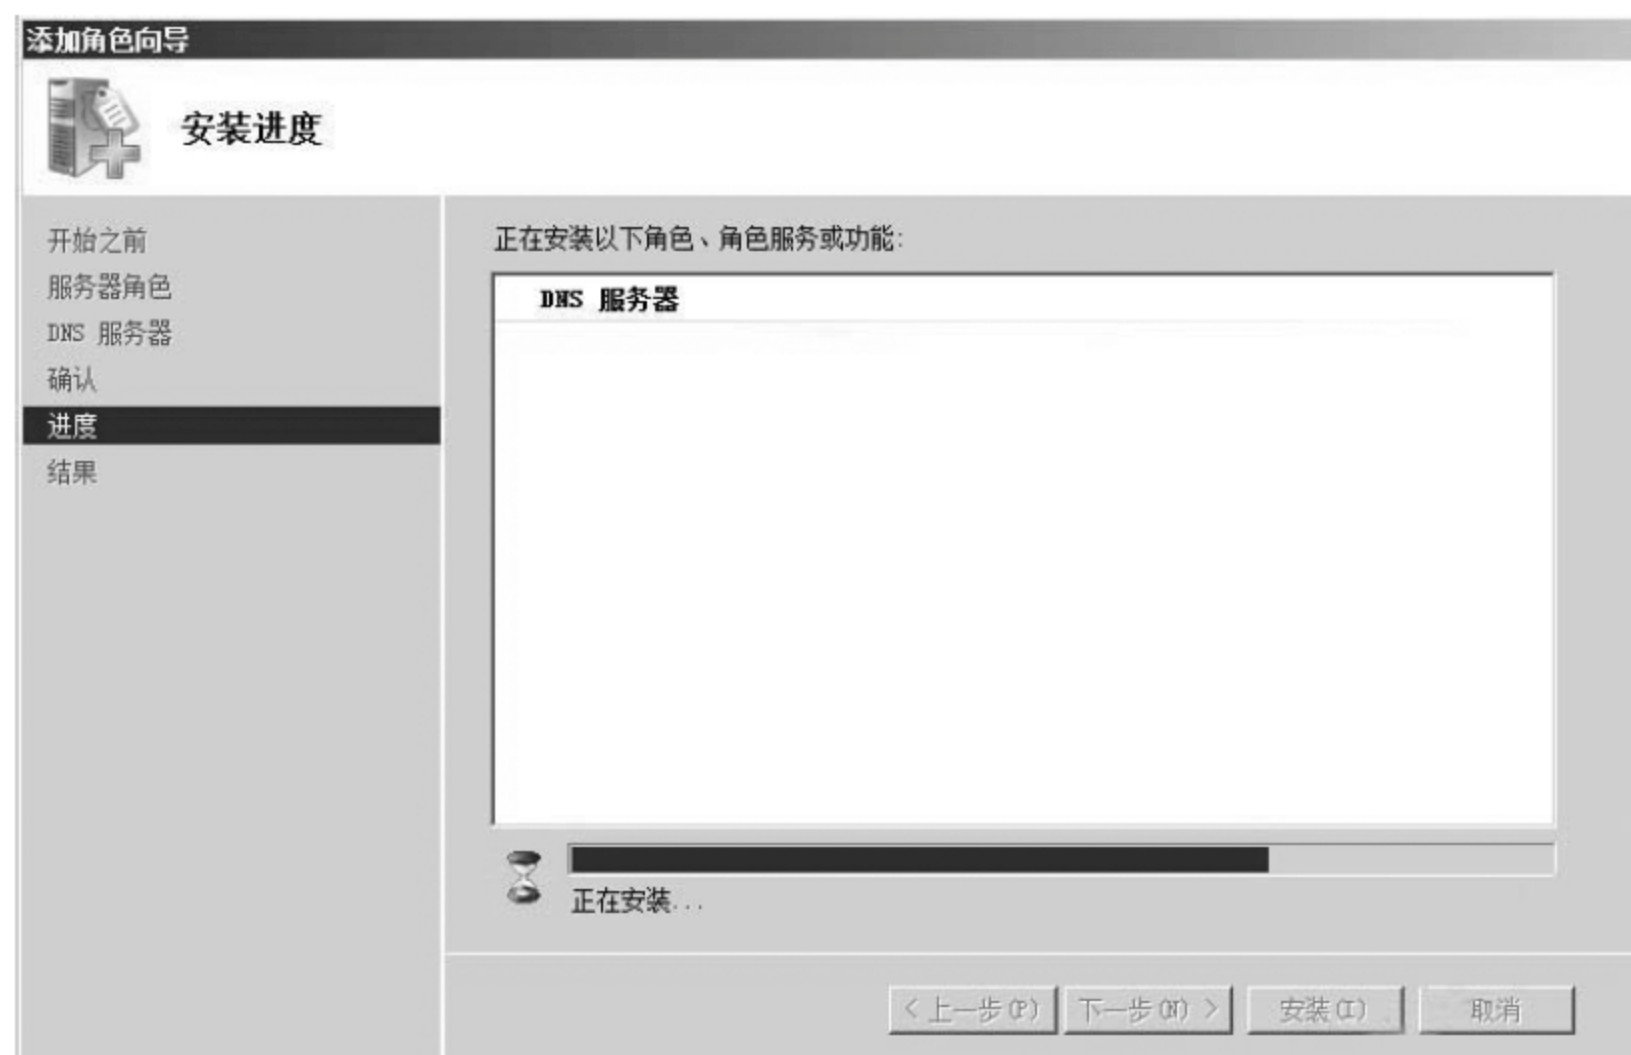 添加角色向导
安装进度
开始之前
服务器角色
DNS 服务器
确认
进度
结果
正在安装以下角色、角色服务或功能:
DNS 服务器
正在安装...
< 上一步(P)
下一步(N) >
安装(I)
取消